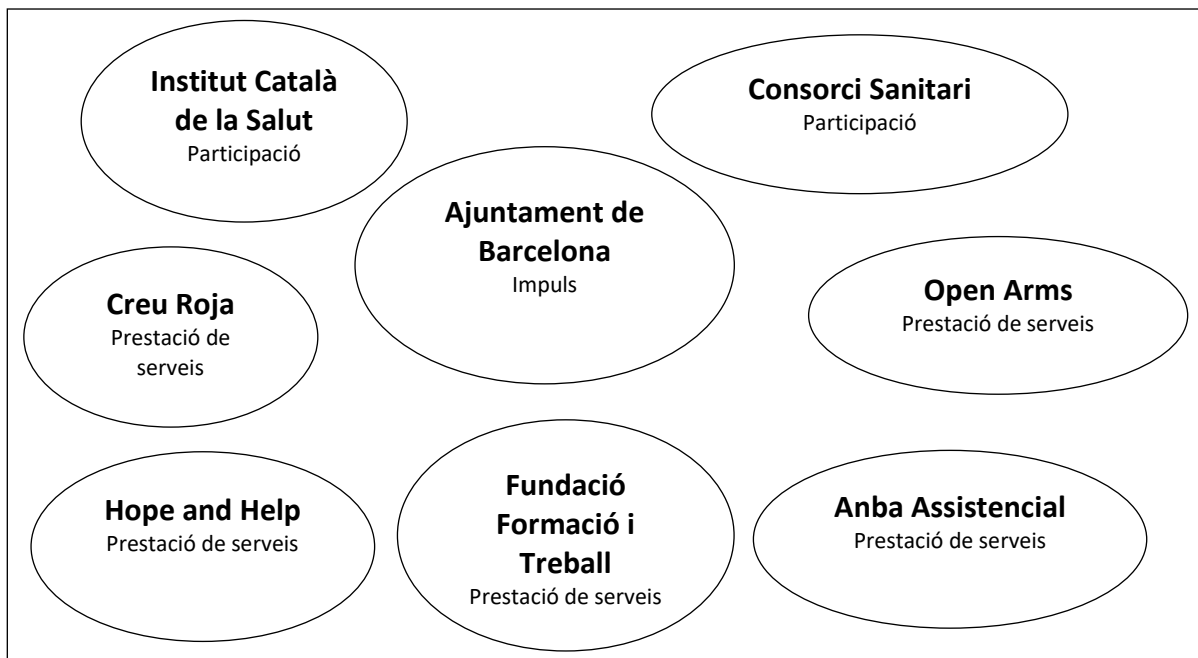 Institut Català
de la Salut
Participació
Consorci Sanitari
Participació
Ajuntament de
Barcelona
Impuls
Creu Roja
Prestació de
serveis
Open Arms
Prestació de serveis
Hope and Help
Prestació de serveis
Fundació
Formació i
Treball
Prestació de serveis
Anba Assistencial
Prestació de serveis